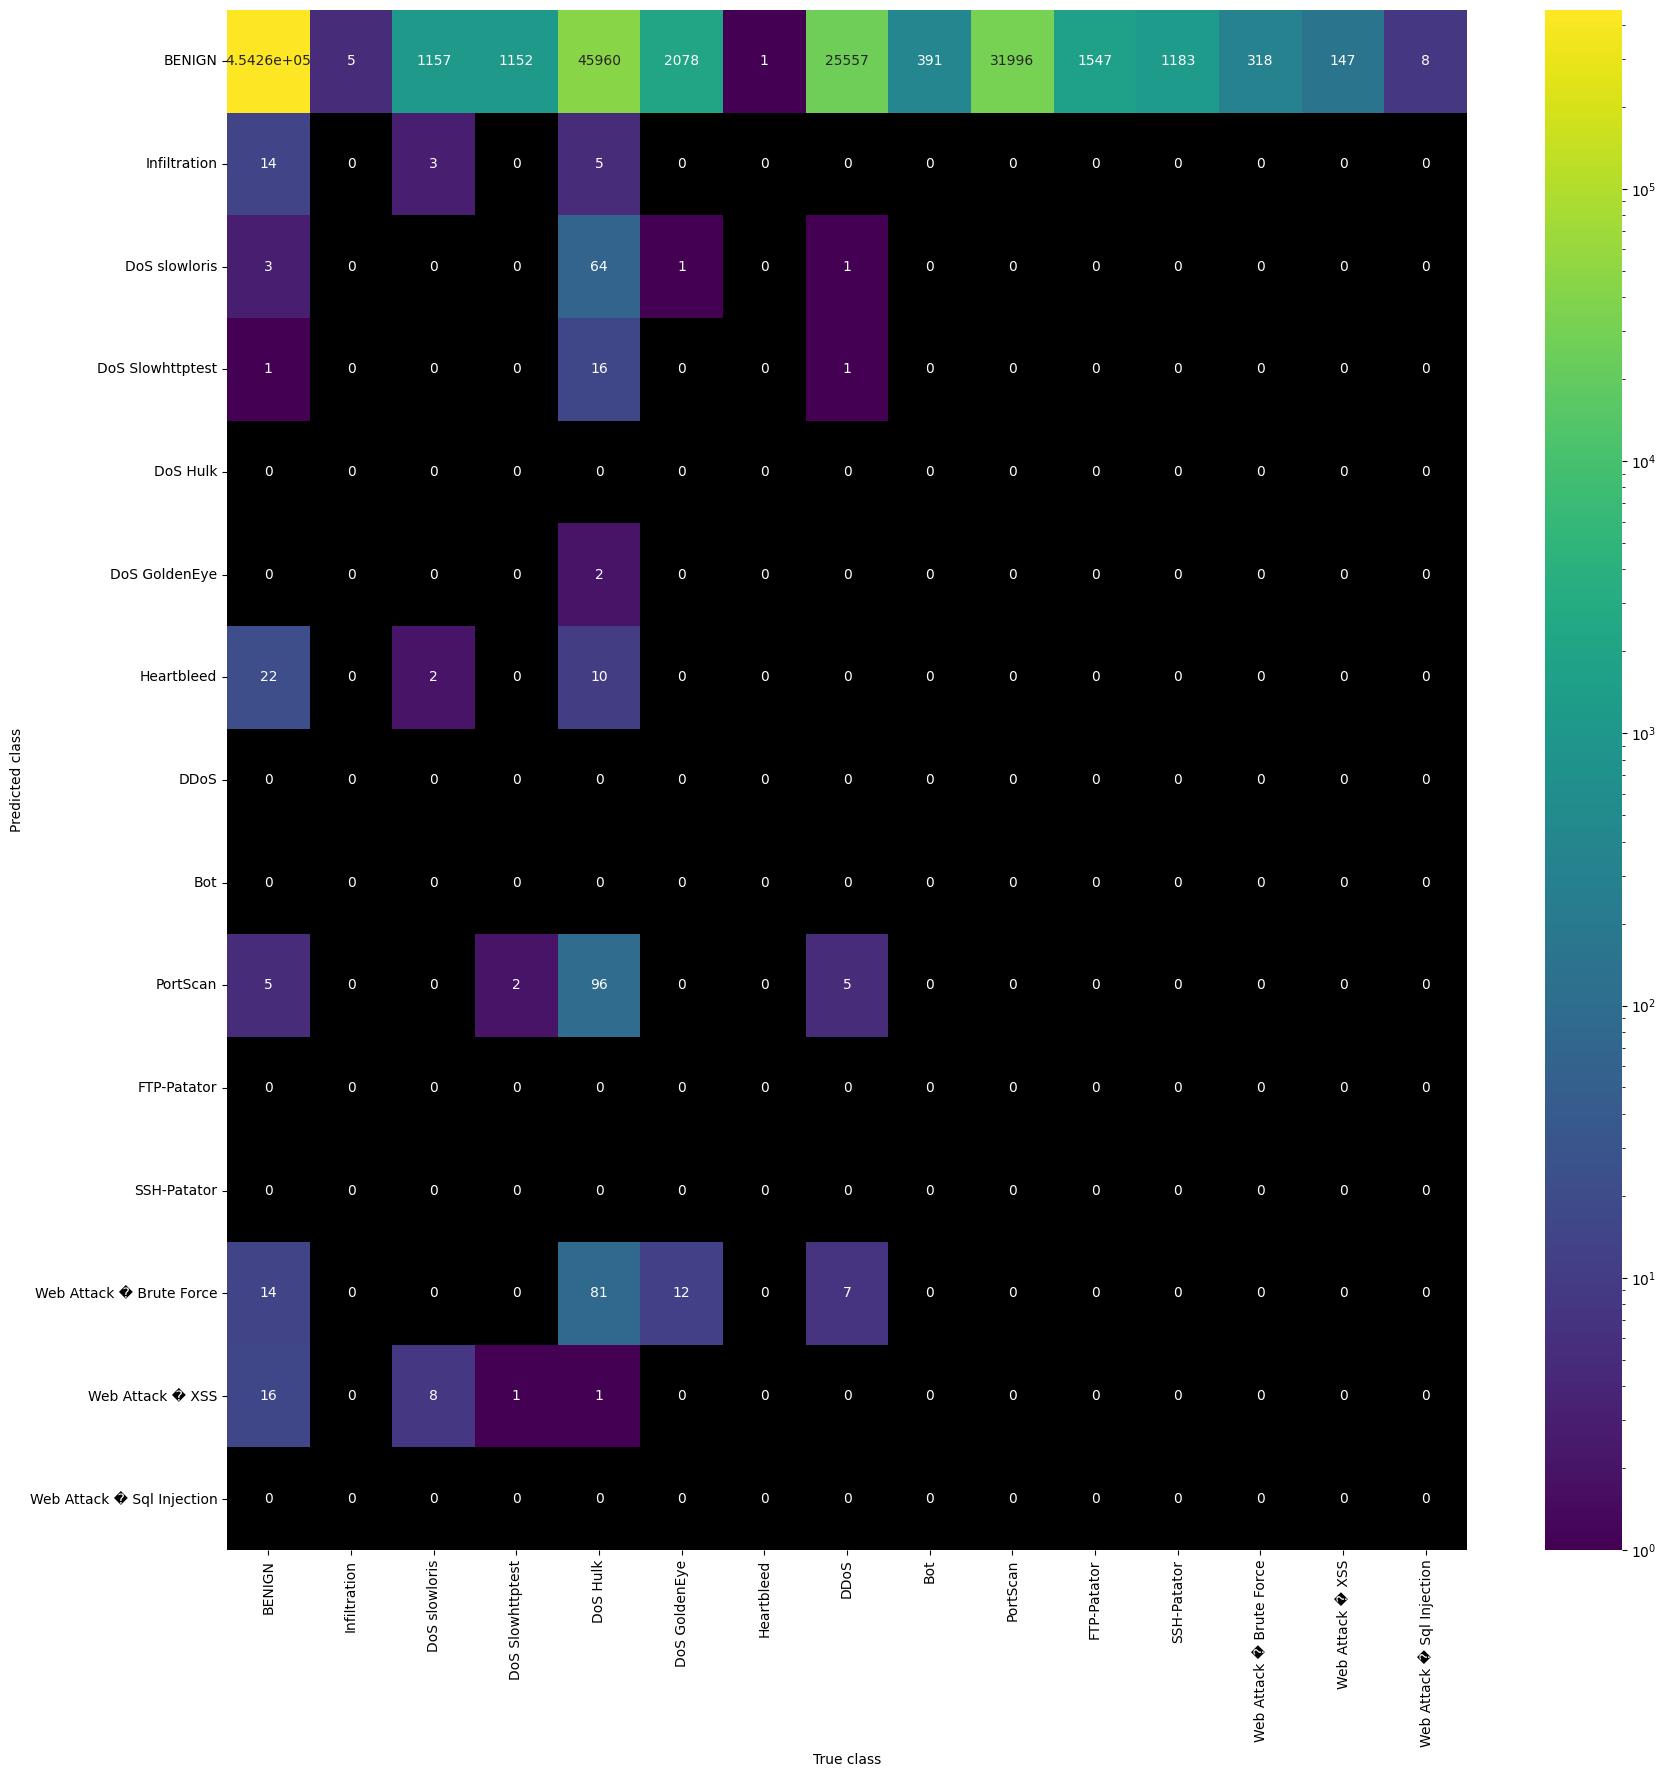 BENIGN 4.5426e+05 5 1157 1152 45960 2078 1 25557 391 31996 1547 1183 318 147 8
Infiltration 14 0 3 0 5 0 0 0 0 0 0 0 0 0 0
DoS slowloris 3 0 0 0 64 1 0 1 0 0 0 0 0 0 0
DoS Slowhttptest 1 0 0 0 16 0 0 1 0 0 0 0 0 0 0
DoS Hulk 0 0 0 0 0 0 0 0 0 0 0 0 0 0 0
DoS GoldenEye 0 0 0 0 2 0 0 0 0 0 0 0 0 0 0
Heartbleed 22 0 2 0 10 0 0 0 0 0 0 0 0 0 0
DDoS 0 0 0 0 0 0 0 0 0 0 0 0 0 0 0
Bot 0 0 0 0 0 0 0 0 0 0 0 0 0 0 0
PortScan 5 0 0 2 96 0 0 5 0 0 0 0 0 0 0
FTP-Patator 0 0 0 0 0 0 0 0 0 0 0 0 0 0 0
SSH-Patator 0 0 0 0 0 0 0 0 0 0 0 0 0 0 0
Web Attack � Brute Force 14 0 0 0 81 12 0 7 0 0 0 0 0 0 0
Web Attack � XSS 16 0 8 1 1 0 0 0 0 0 0 0 0 0 0
Web Attack � Sql Injection 0 0 0 0 0 0 0 0 0 0 0 0 0 0 0
Predicted class
BENIGN
Infiltration
DoS slowloris
DoS Slowhttptest
DoS Hulk
DoS GoldenEye
Heartbleed
DDoS
Bot
PortScan
FTP-Patator
SSH-Patator
Web Attack � Brute Force
Web Attack � XSS
Web Attack � Sql Injection
True class
10⁵
10⁴
10³
10²
10¹
10⁰